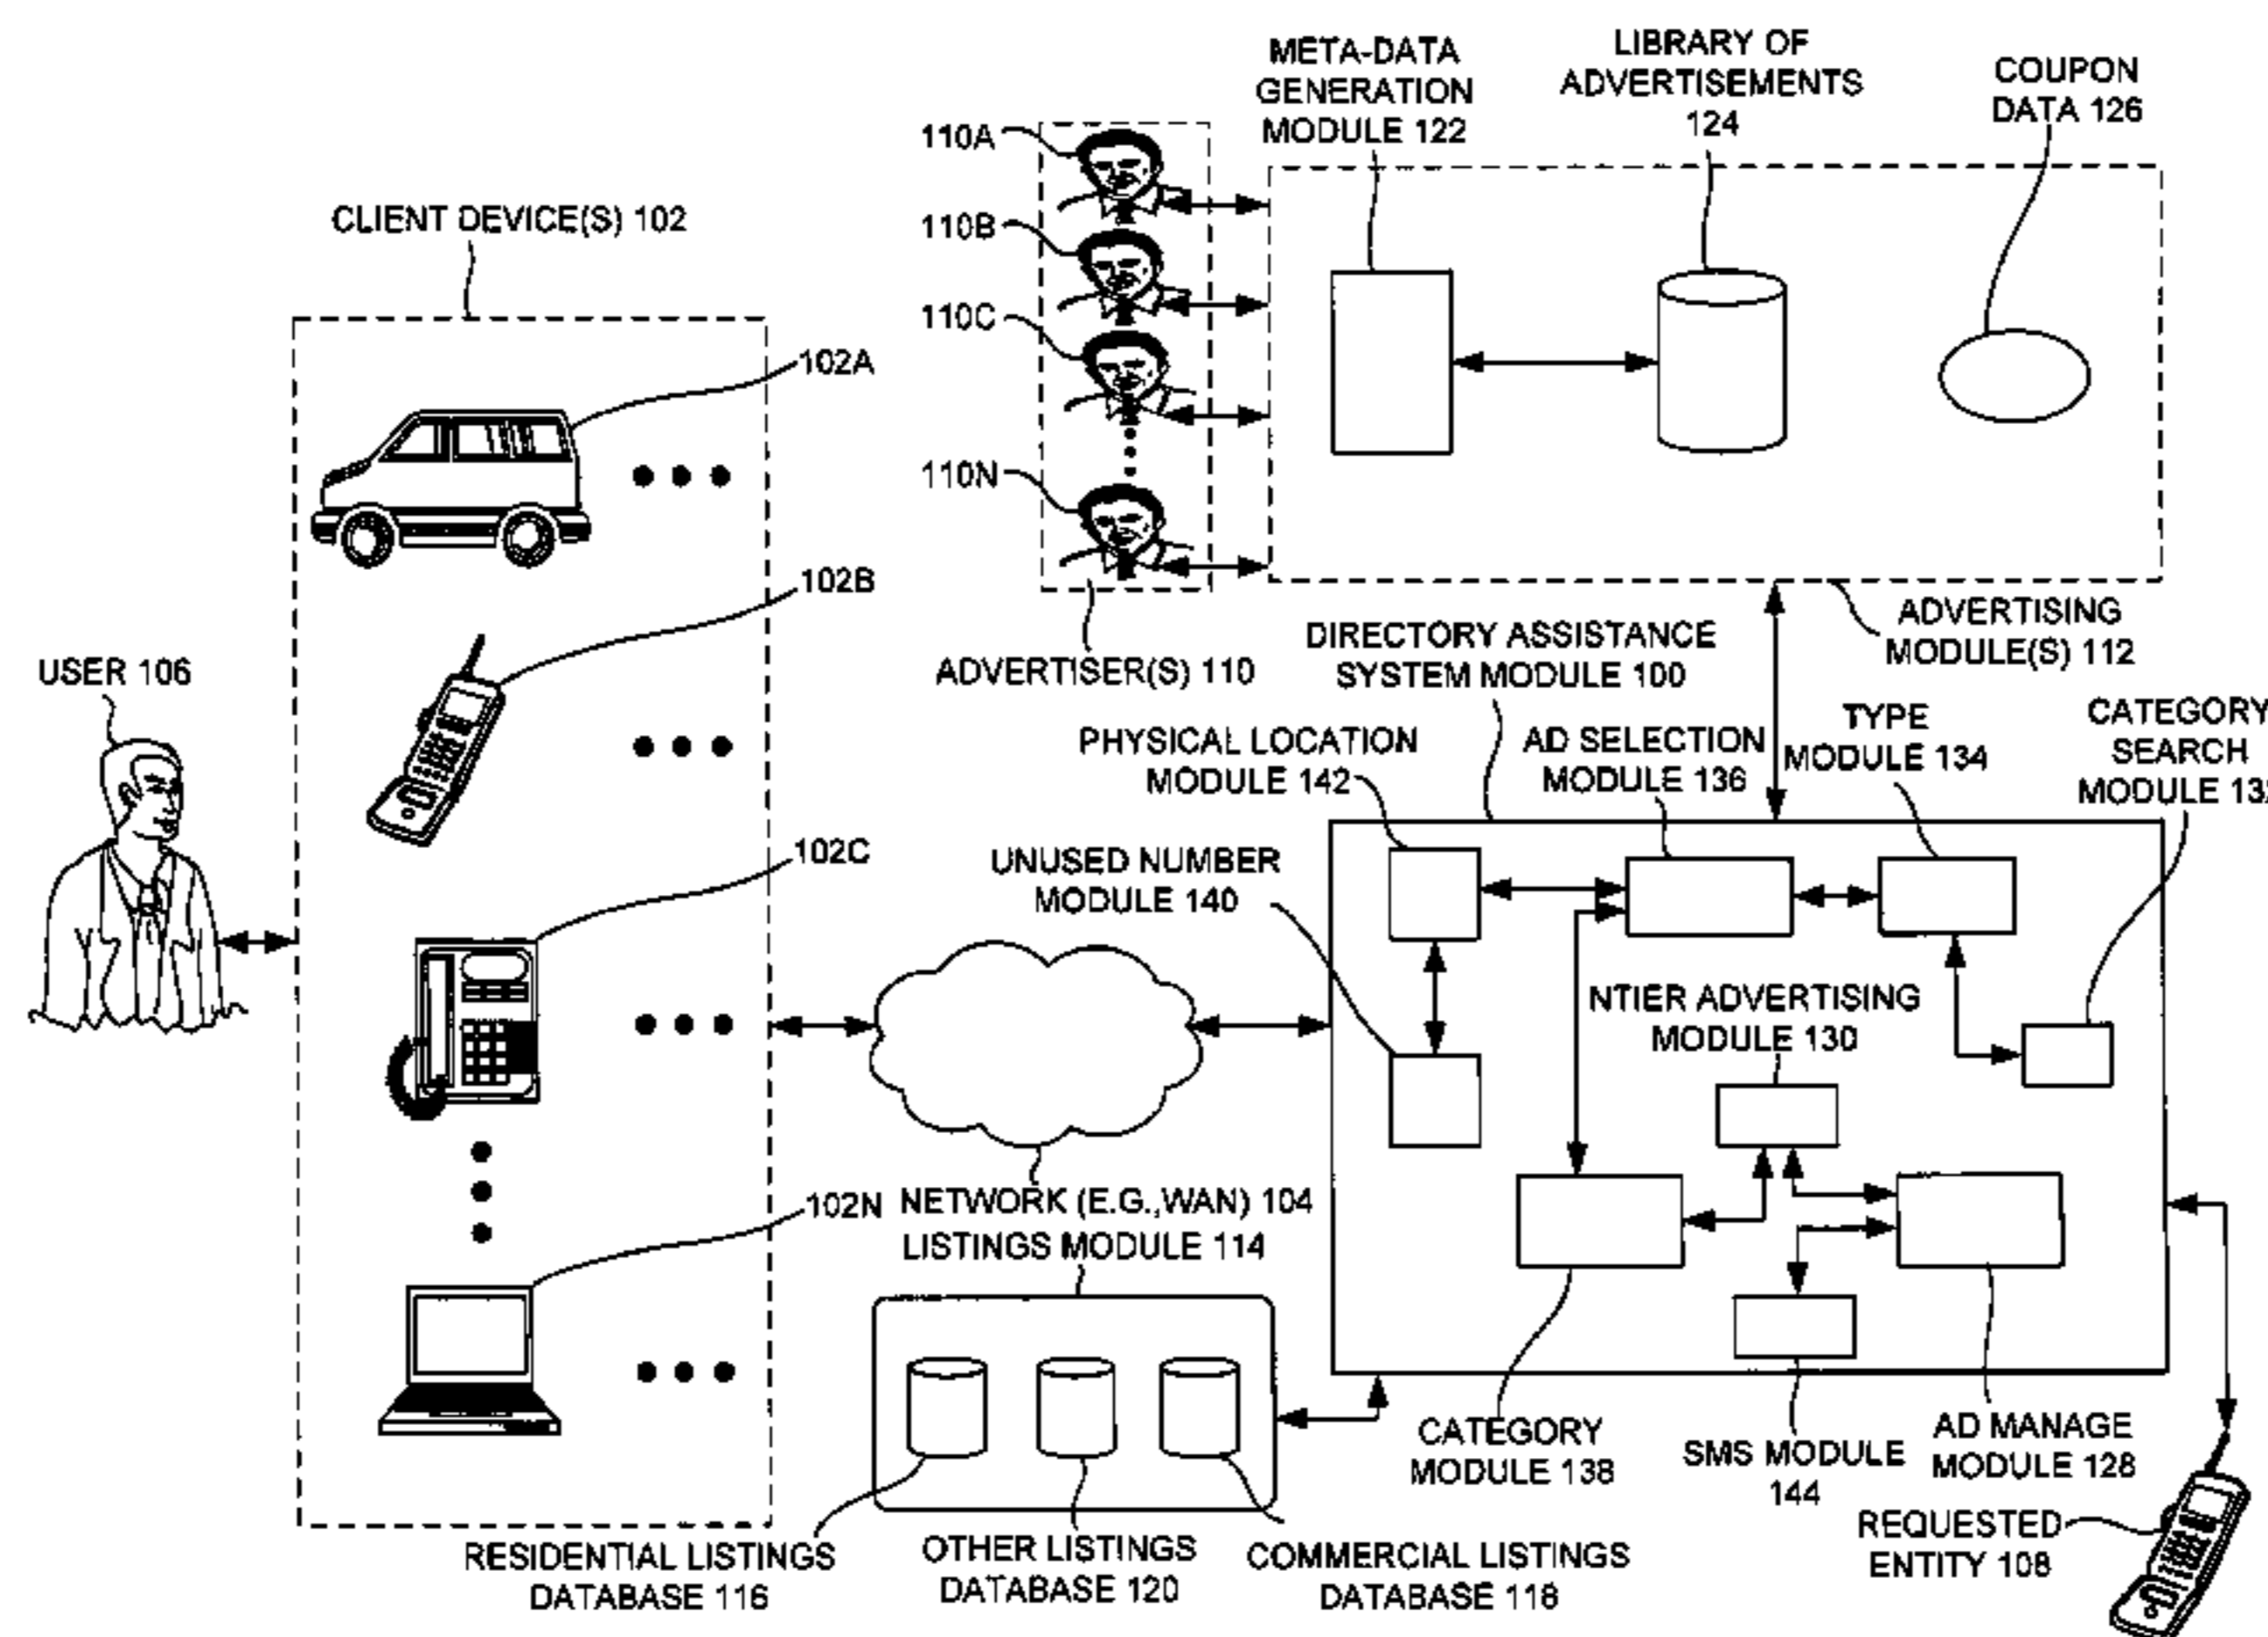 META-DATA
GENERATION
MODULE 122
LIBRARY OF
ADVERTISEMENTS
124
COUPON
DATA 126
110A
110B
110C
110N
CLIENT DEVICE(S) 102
102A
102B
102C
102N
USER 106
ADVERTISER(S) 110
ADVERTISING
MODULE(S) 112
DIRECTORY ASSISTANCE
SYSTEM MODULE 100
PHYSICAL LOCATION
MODULE 142
AD SELECTION
MODULE 136
TYPE
MODULE 134
CATEGORY
SEARCH
MODULE 132
UNUSED NUMBER
MODULE 140
NTIER ADVERTISING
MODULE 130
NETWORK (E.G.,WAN) 104
LISTINGS MODULE 114
CATEGORY
MODULE 138
SMS MODULE
144
AD MANAGE
MODULE 128
REQUESTED
ENTITY 108
RESIDENTIAL LISTINGS
DATABASE 116
OTHER LISTINGS
DATABASE 120
COMMERCIAL LISTINGS
DATABASE 118